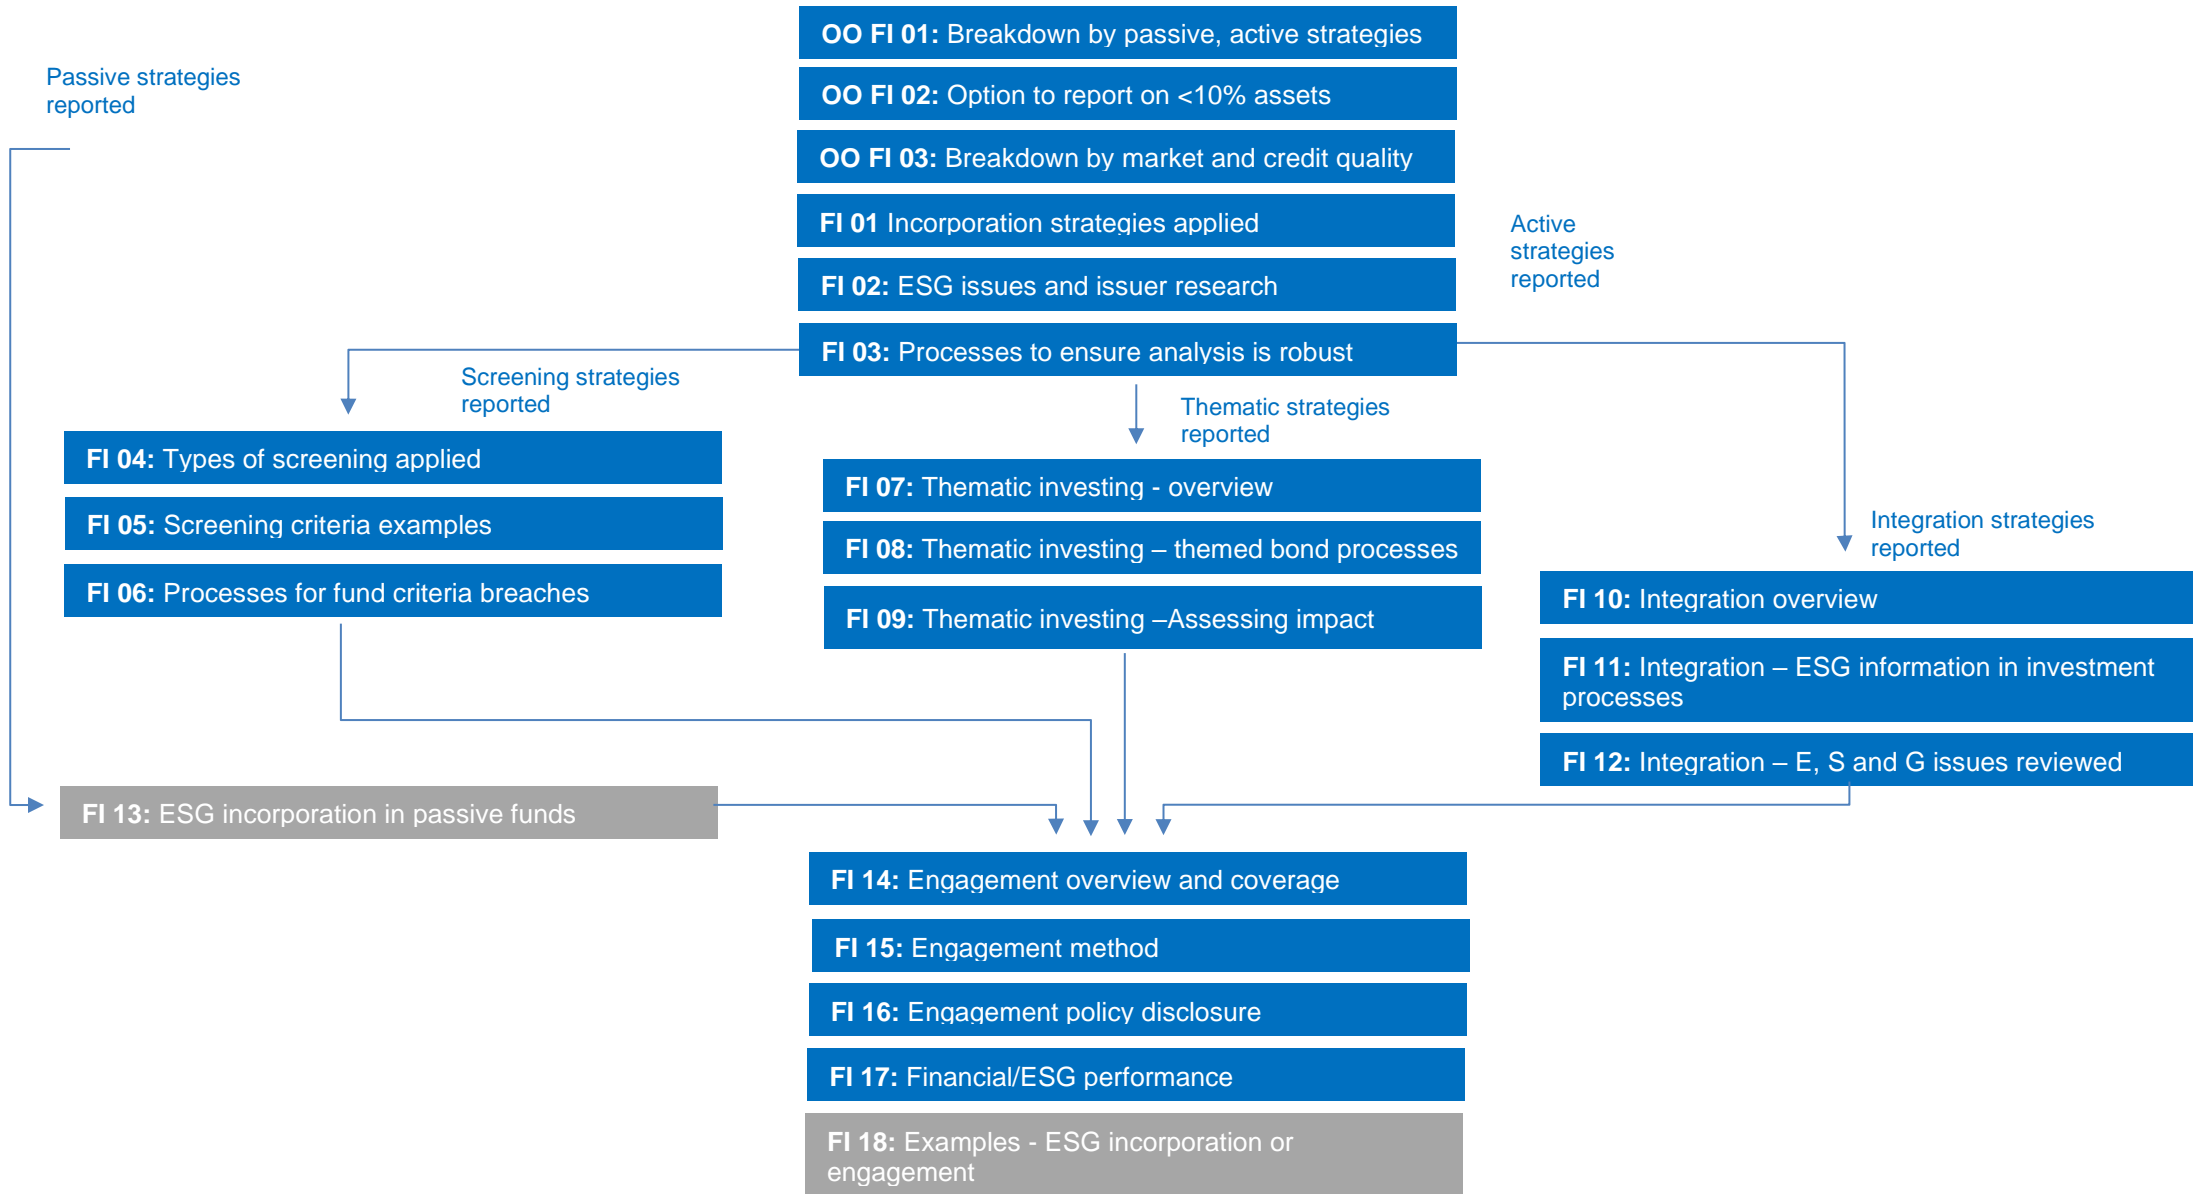 OO FI 01: Breakdown by passive, active strategies
Passive strategies
reported
OO FI 02: Option to report on <10% assets
OO FI 03: Breakdown by market and credit quality
FI 01 Incorporation strategies applied
Active
strategies
reported
FI 02: ESG issues and issuer research
FI 03: Processes to ensure analysis is robust
Screening strategies
reported
Thematic strategies
reported
FI 04: Types of screening applied
FI 05: Screening criteria examples
FI 06: Processes for fund criteria breaches
FI 07: Thematic investing - overview
FI 08: Thematic investing – themed bond processes
FI 09: Thematic investing –Assessing impact
Integration strategies
reported
FI 10: Integration overview
FI 11: Integration – ESG information in investment
processes
FI 12: Integration – E, S and G issues reviewed
FI 13: ESG incorporation in passive funds
FI 14: Engagement overview and coverage
FI 15: Engagement method
FI 16: Engagement policy disclosure
FI 17: Financial/ESG performance
FI 18: Examples - ESG incorporation or
engagement